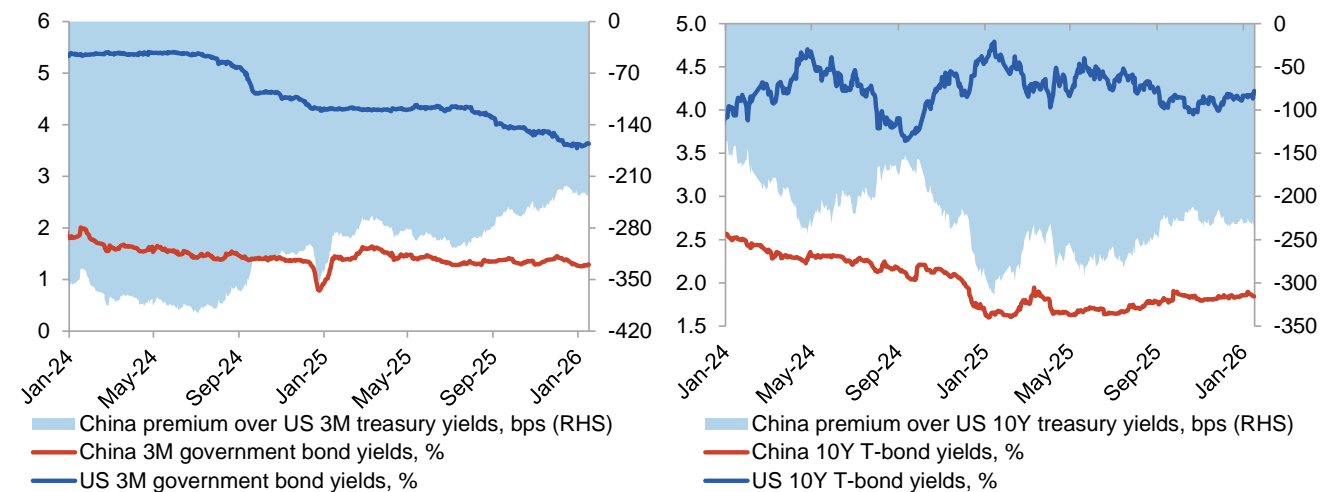 6
5
4
3
2
1
0
0
-70
-140
-210
-280
-350
-420
Jan-24
May-24
Sep-24
Jan-25
May-25
Sep-25
Jan-26
China premium over US 3M treasury yields, bps (RHS)
China 3M government bond yields, %
US 3M government bond yields, %
5.0
4.5
4.0
3.5
3.0
2.5
2.0
1.5
0
-50
-100
-150
-200
-250
-300
-350
Jan-24
May-24
Sep-24
Jan-25
May-25
Sep-25
Jan-26
China premium over US 10Y treasury yields, bps (RHS)
China 10Y T-bond yields, %
US 10Y T-bond yields, %